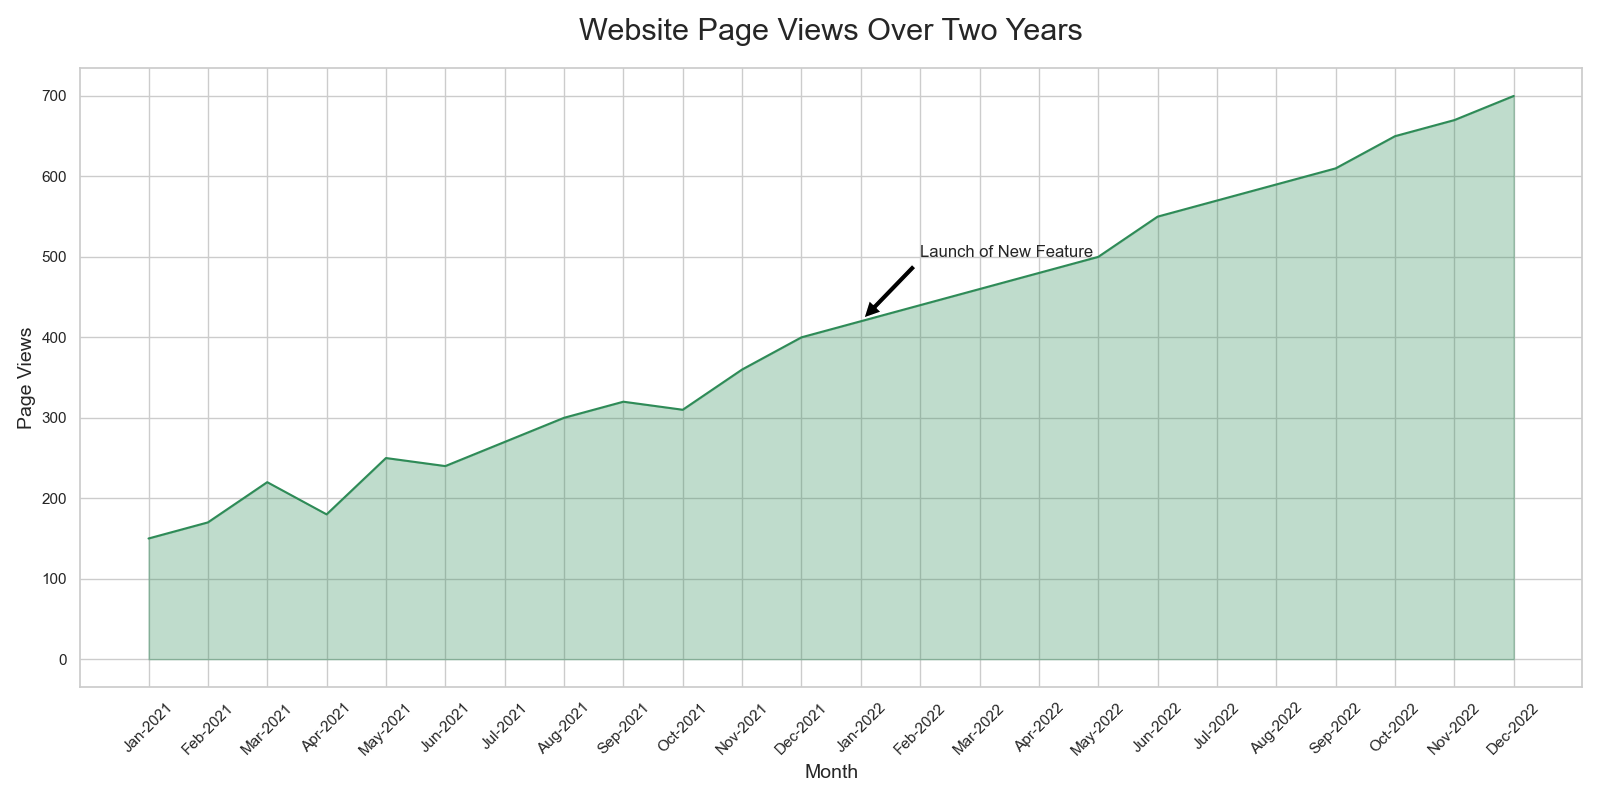 Website Page Views Over Two Years
Page Views
700
600
500
400
300
200
100
0
Launch of New Feature
Jan-2021
Feb-2021
Mar-2021
Apr-2021
May-2021
Jun-2021
Jul-2021
Aug-2021
Sep-2021
Oct-2021
Nov-2021
Dec-2021
Jan-2022
Feb-2022
Mar-2022
Apr-2022
May-2022
Jun-2022
Jul-2022
Aug-2022
Sep-2022
Oct-2022
Nov-2022
Dec-2022
Month